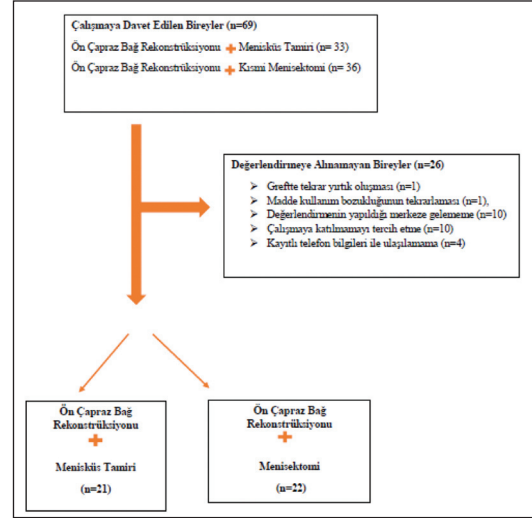 Çalışmaya Davet Edilen Bireyler (n=69)
Ön Çapraz Bağ Rekonstrüksiyonu + Menisküs Tamiri (n= 33)
Ön Çapraz Bağ Rekonstrüksiyonu + Kısmi Menisektomi (n= 36)
Değerlendirmeye Alınamayan Bireyler (n=26)
➢ Greftte tekrar yırtık oluşması (n=1)
➢ Madde kullanım bozukluğunun tekrarlaması (n=1),
➢ Değerlendirmenin yapıldığı merkeze gelememe (n=10)
➢ Çalışmaya katılmamayı tercih etme (n=10)
➢ Kayıtlı telefon bilgileri ile ulaşılamama (n=4)
Ön Çapraz Bağ
Rekonstrüksiyonu
+
Menisküs Tamiri
(n=21)
Ön Çapraz Bağ
Rekonstrüksiyonu
+
Menisektomi
(n=22)